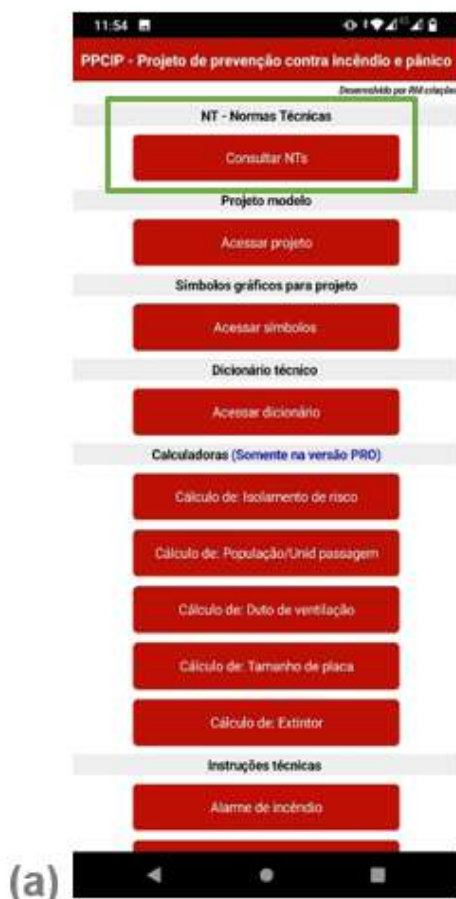 11:54
PPCIP - Projeto de prevenção contra incêndio e pânico
Desenvolvido por RM criações
NT - Normas Técnicas
Consultar NTs
Projeto modelo
Acessar projeto
Símbolos gráficos para projeto
Acessar símbolos
Dicionário técnico
Acessar dicionário
Calculadoras (Somente na versão PRO)
Cálculo de: Isolamento de risco
Cálculo de: População/Unid passagem
Cálculo de: Duto de ventilação
Cálculo de: Tamanho de placa
Cálculo de: Extintor
Instruções técnicas
Alarme de incêndio
(a)